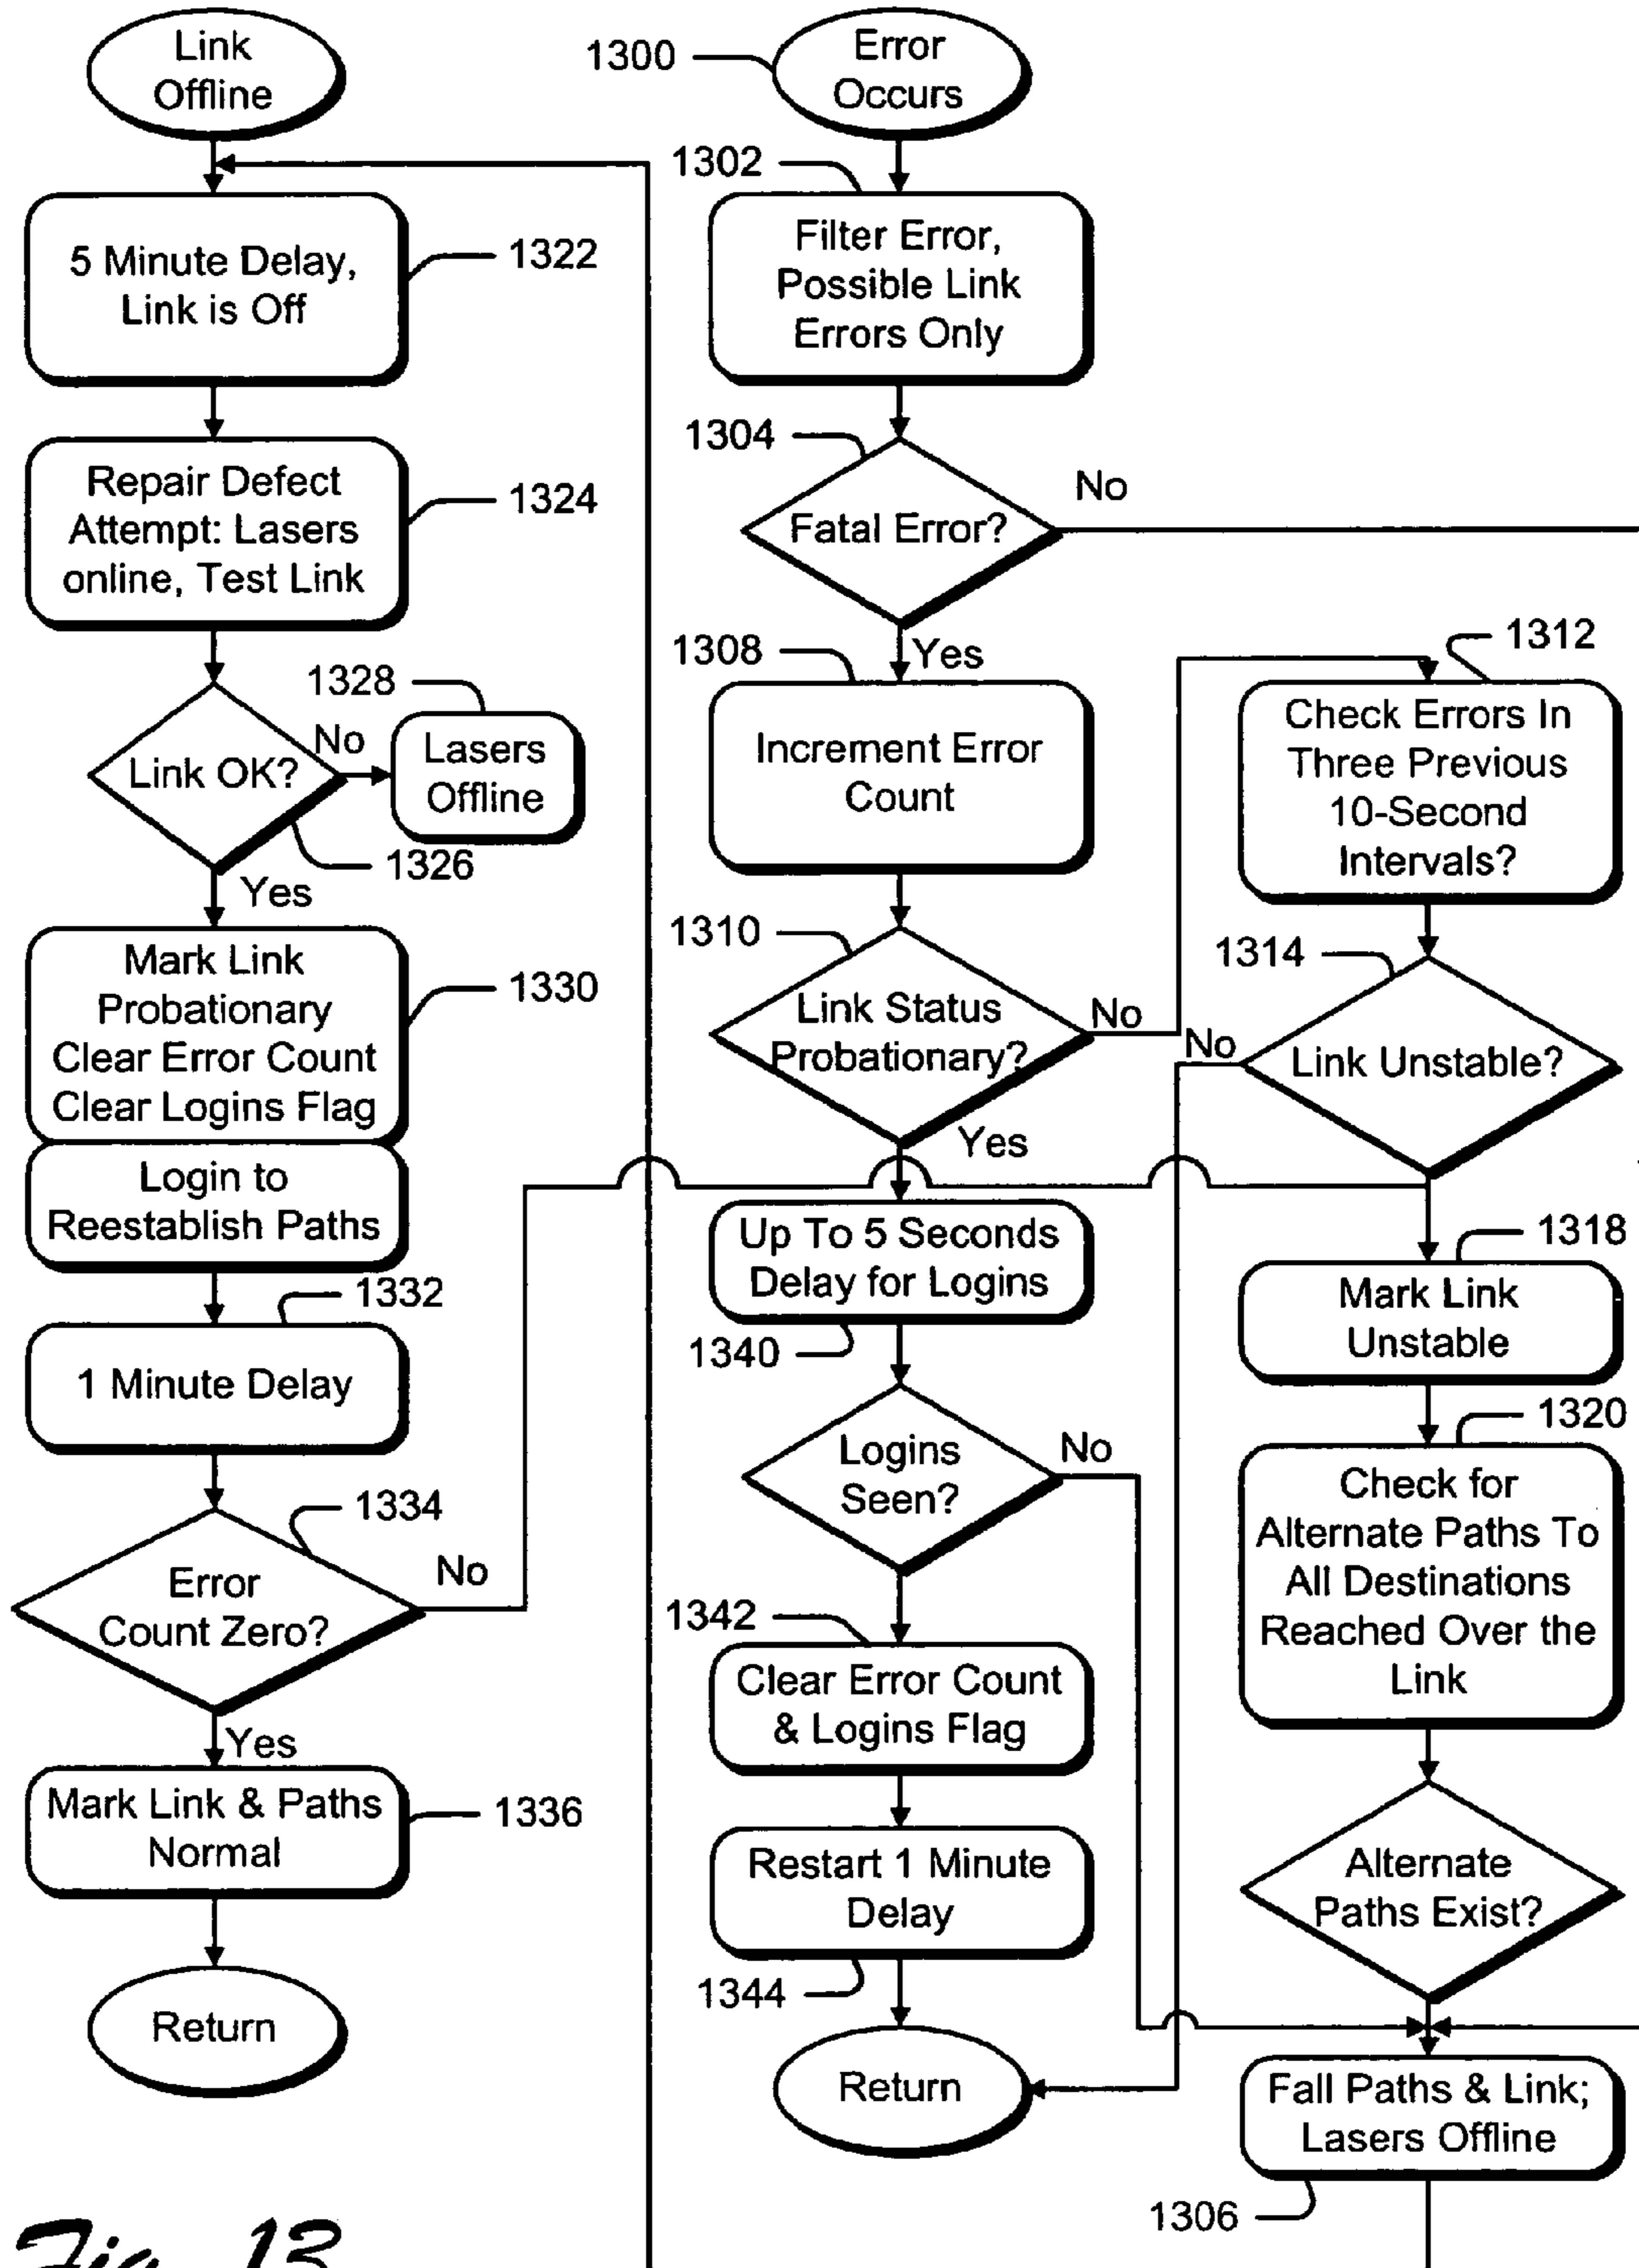 Link
Offline
5 Minute Delay,
Link is Off
1322
Repair Defect
Attempt: Lasers
online, Test Link
1324
Link OK?
No
1328
Lasers
Offline
1326
Yes
Mark Link
Probationary
Clear Error Count
Clear Logins Flag
1330
Login to
Reestablish Paths
1332
1 Minute Delay
1334
Error
Count Zero?
No
Yes
Mark Link & Paths
Normal
1336
Return
1300
Error
Occurs
1302
Filter Error,
Possible Link
Errors Only
1304
Fatal Error?
No
Yes
1308
Increment Error
Count
1310
Link Status
Probationary?
No
Yes
Up To 5 Seconds
Delay for Logins
1340
Logins
Seen?
No
1342
Clear Error Count
& Logins Flag
Restart 1 Minute
Delay
1344
Return
1312
Check Errors In
Three Previous
10-Second
Intervals?
1314
No
Link Unstable?
1318
Mark Link
Unstable
1320
Check for
Alternate Paths To
All Destinations
Reached Over the
Link
Alternate
Paths Exist?
Fall Paths & Link;
Lasers Offline
1306
Fig. 13